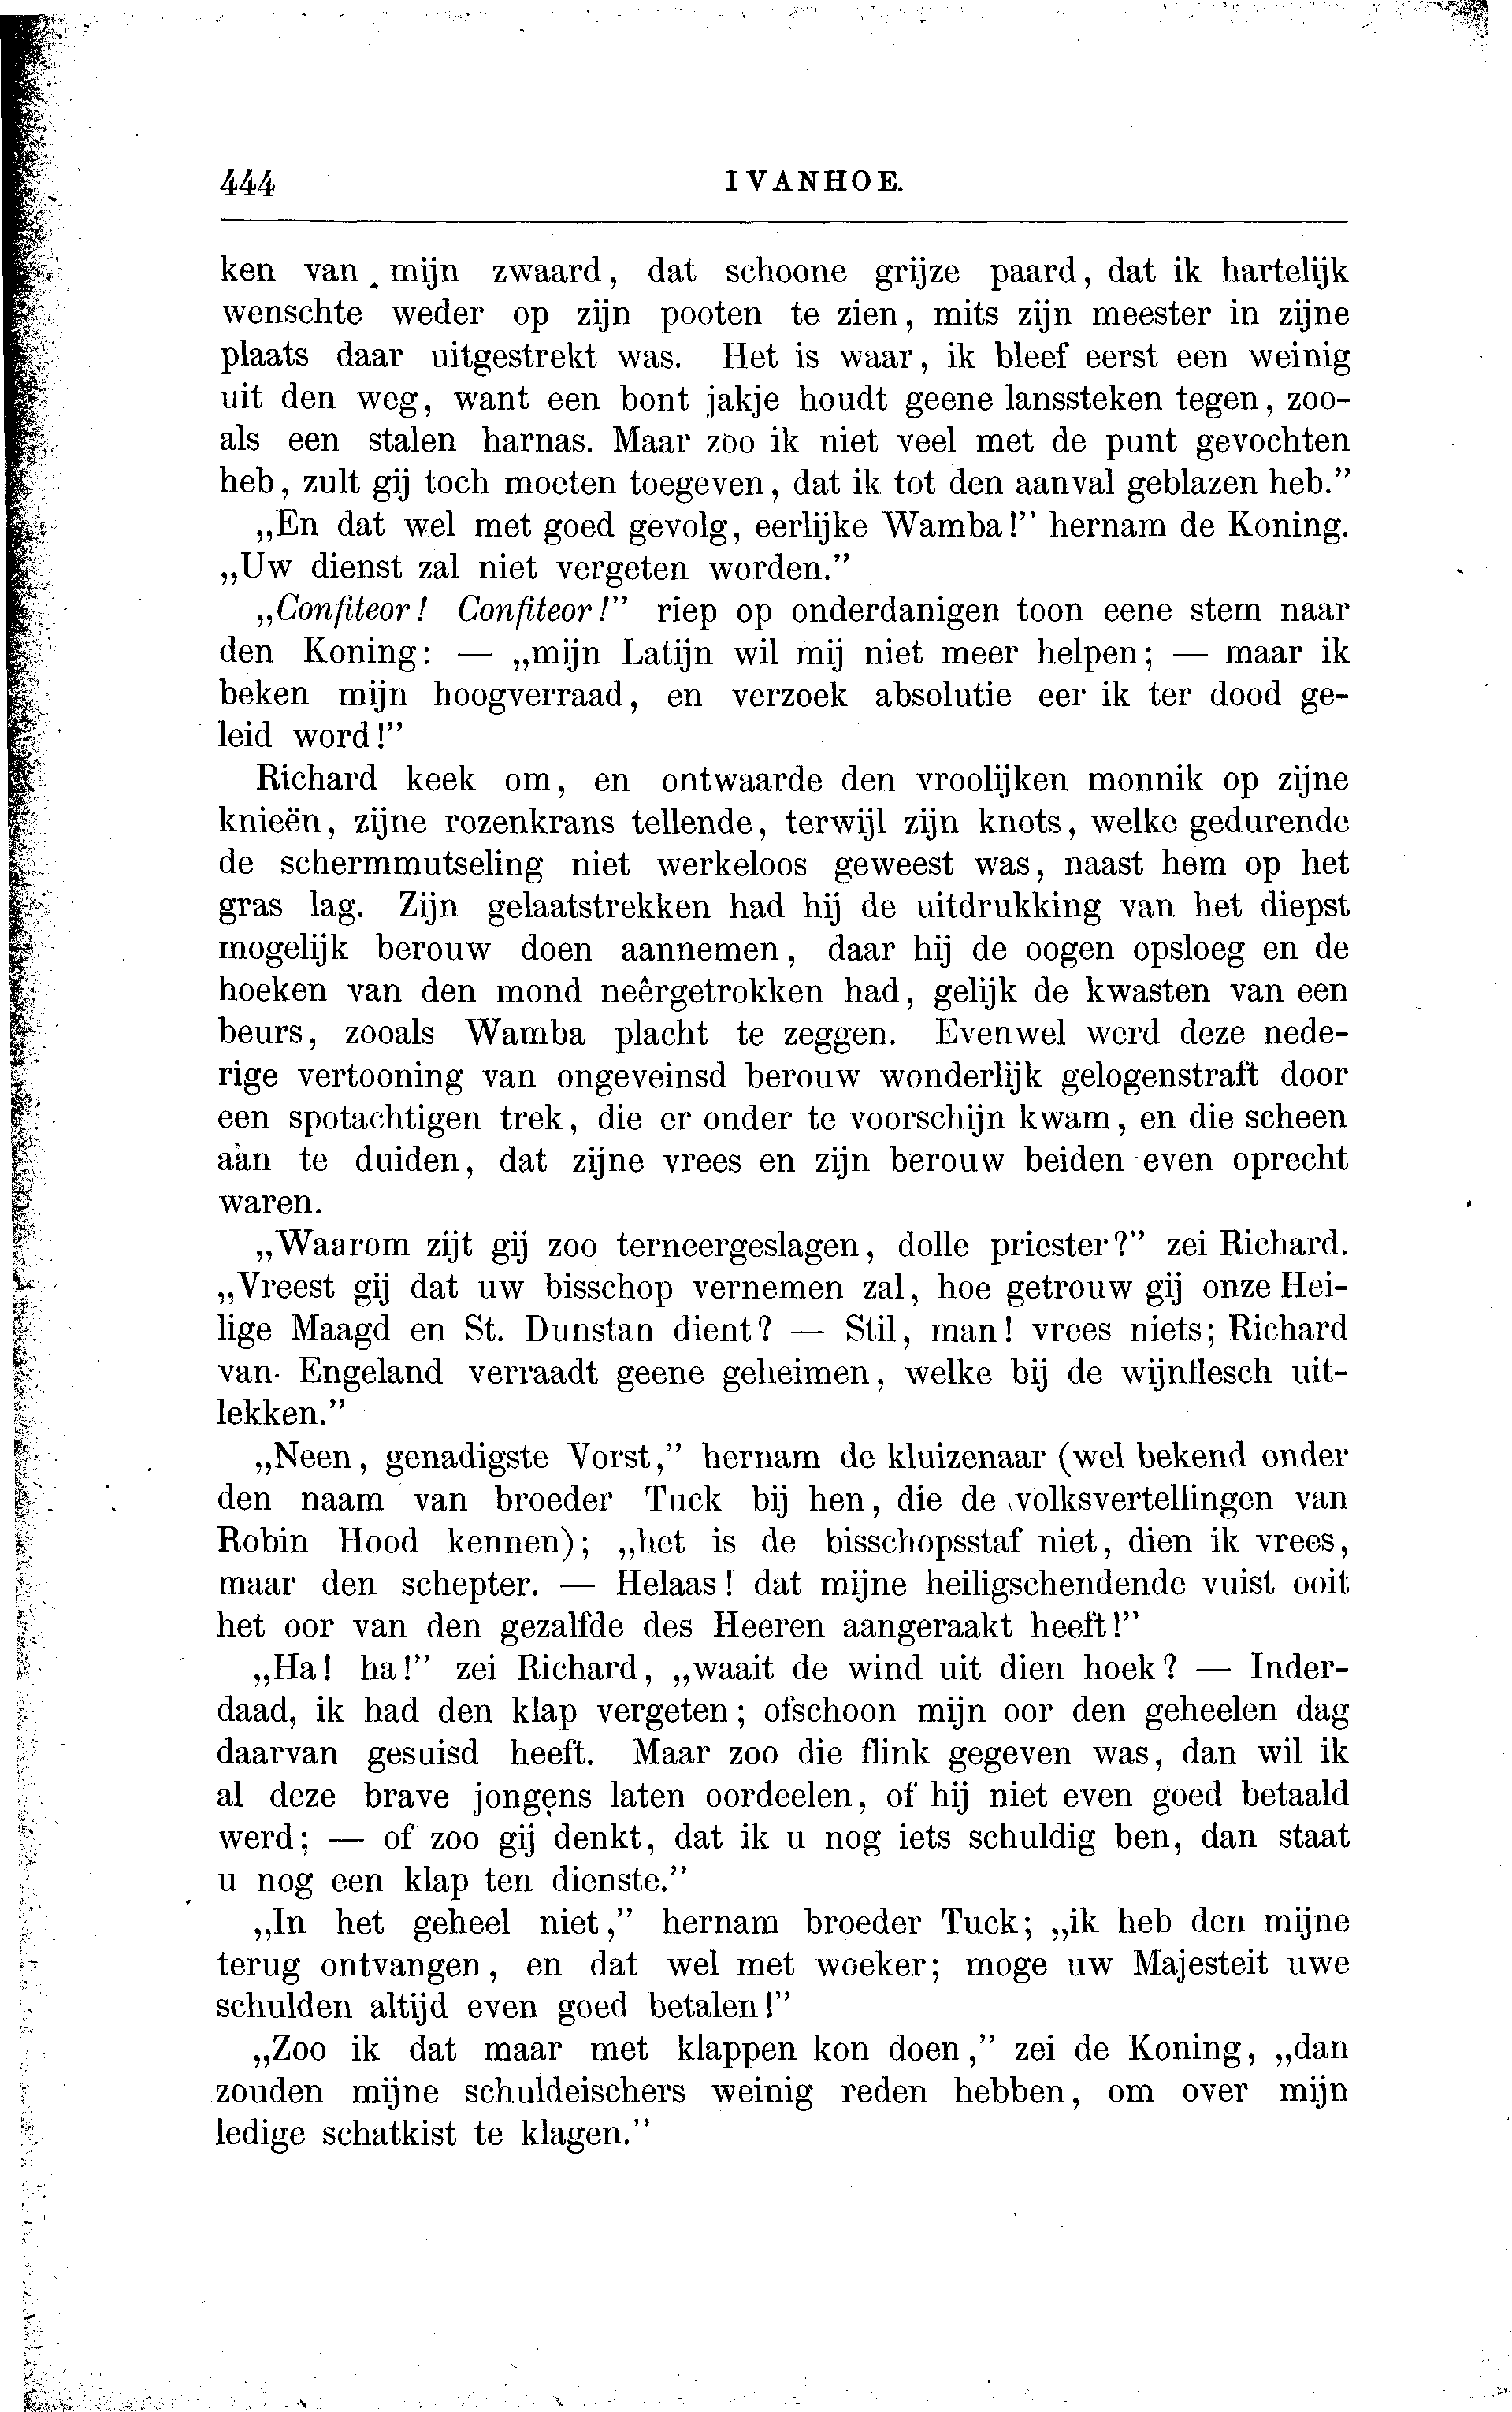 444 IVANHOE.
ken van mijn zwaard, dat schoone grijze paard, dat ik hartelijk
wenschte weder op zijn pooten te zien, mits zijn meester in zijne
plaats daar uitgestrekt was. Het is waar, ik bleef eerst een weinig
uit den weg, want een bont jakje houdt geene lanssteken tegen, zoo-
als een stalen harnas. Maar zoo ik niet veel met de punt gevochten
heb, zult gij toch moeten toegeven, dat ik tot den aanval geblazen heb.”
„En dat wel met goed gevolg, eerlijke Wamba!” hernam de Koning.
„Uw dienst zal niet vergeten worden.”
„Confiteor! Confiteor!” riep op onderdanigen toon eene stem naar
den Koning: — „mijn Latijn wil mij niet meer helpen; — maar ik
beken mijn hoogverraad, en verzoek absolutie eer ik ter dood ge-
leid word!”
Richard keek om, en ontwaarde den vroolijken monnik op zijne
knieën, zijne rozenkrans tellende, terwijl zijn knots, welke gedurende
de schermmutseling niet werkeloos geweest was, naast hem op het
gras lag. Zijn gelaatstrekken had hij de uitdrukking van het diepst
mogelijk berouw doen aannemen, daar hij de oogen opsloeg en de
hoeken van den mond neêrgetrokken had, gelijk de kwasten van een
beurs, zooals Wamba placht te zeggen. Evenwel werd deze nede-
rige vertooning van ongeveinsd berouw wonderlijk gelogenstraft door
een spotachtigen trek, die er onder te voorschijn kwam, en die scheen
aan te duiden, dat zijne vrees en zijn berouw beiden even oprecht
waren.
„Waarom zijt gij zoo terneergeslagen, dolle priester?” zei Richard.
„Vreest gij dat uw bisschop vernemen zal, hoe getrouw gij onze Hei-
lige Maagd en St. Dunstan dient? — Stil, man! vrees niets; Richard
van Engeland verraadt geene geheimen, welke bij de wijnflesch uit-
lekken.”
„Neen, genadigste Vorst,” hernam de kluizenaar (wel bekend onder
den naam van broeder Tuck bij hen, die de volksvertellingen van
Robin Hood kennen); „het is de bisschopsstaf niet, dien ik vrees,
maar den schepter. — Helaas! dat mijne heiligschendende vuist ooit
het oor van den gezalfde des Heeren aangeraakt heeft!”
„Ha! ha!” zei Richard, „waait de wind uit dien hoek? — Inder-
daad, ik had den klap vergeten; ofschoon mijn oor den geheelen dag
daarvan gesuisd heeft. Maar zoo die flink gegeven was, dan wil ik
al deze brave jongens laten oordeelen, of hij niet even goed betaald
werd; — of zoo gij denkt, dat ik u nog iets schuldig ben, dan staat
u nog een klap ten dienste.”
„In het geheel niet,” hernam broeder Tuck; „ik heb den mijne
terug ontvangen, en dat wel met woeker; moge uw Majesteit uwe
schulden altijd even goed betalen!”
„Zoo ik dat maar met klappen kon doen,” zei de Koning, „dan
zouden mijne schuldeischers weinig reden hebben, om over mijn
ledige schatkist te klagen.”